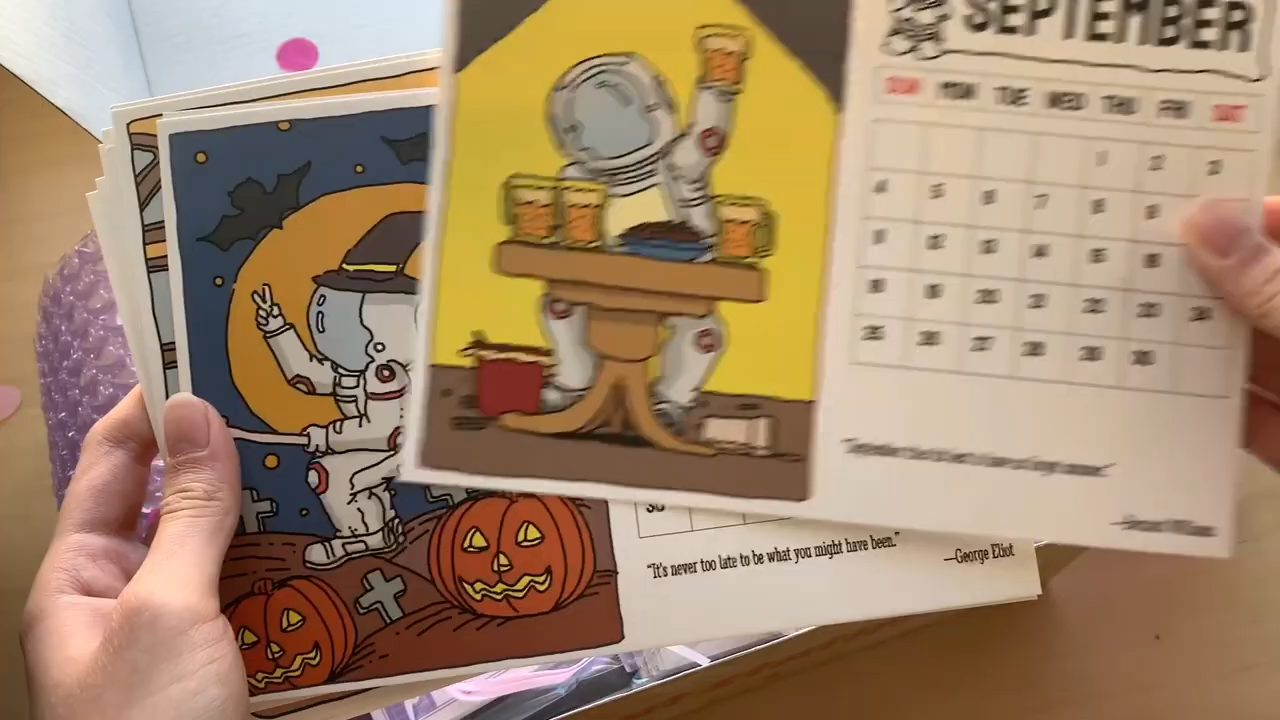 SEPTEMBER
SUN MON TUE WED THU FRI SAT
1 2 3
4 5 6 7 8 9
11 12 13 14 15 16
18 19 20 21 22 23 24
25 26 27 28 29 30
30
"It's never too late to be what you might have been."
—George Eliot